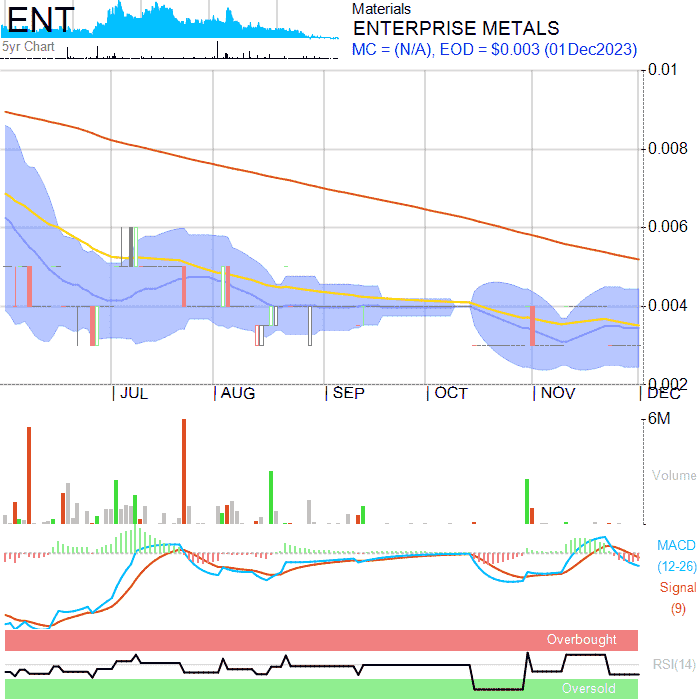 ENT
5yr Chart
Materials
ENTERPRISE METALS
MC = (N/A), EOD = $0.003 (01Dec2023)
0.01
0.008
0.006
0.004
0.002
JUL AUG SEP OCT NOV DEC
6M
Volume
MACD
(12-26)
Signal
(9)
Overbought
RSI(14)
Oversold